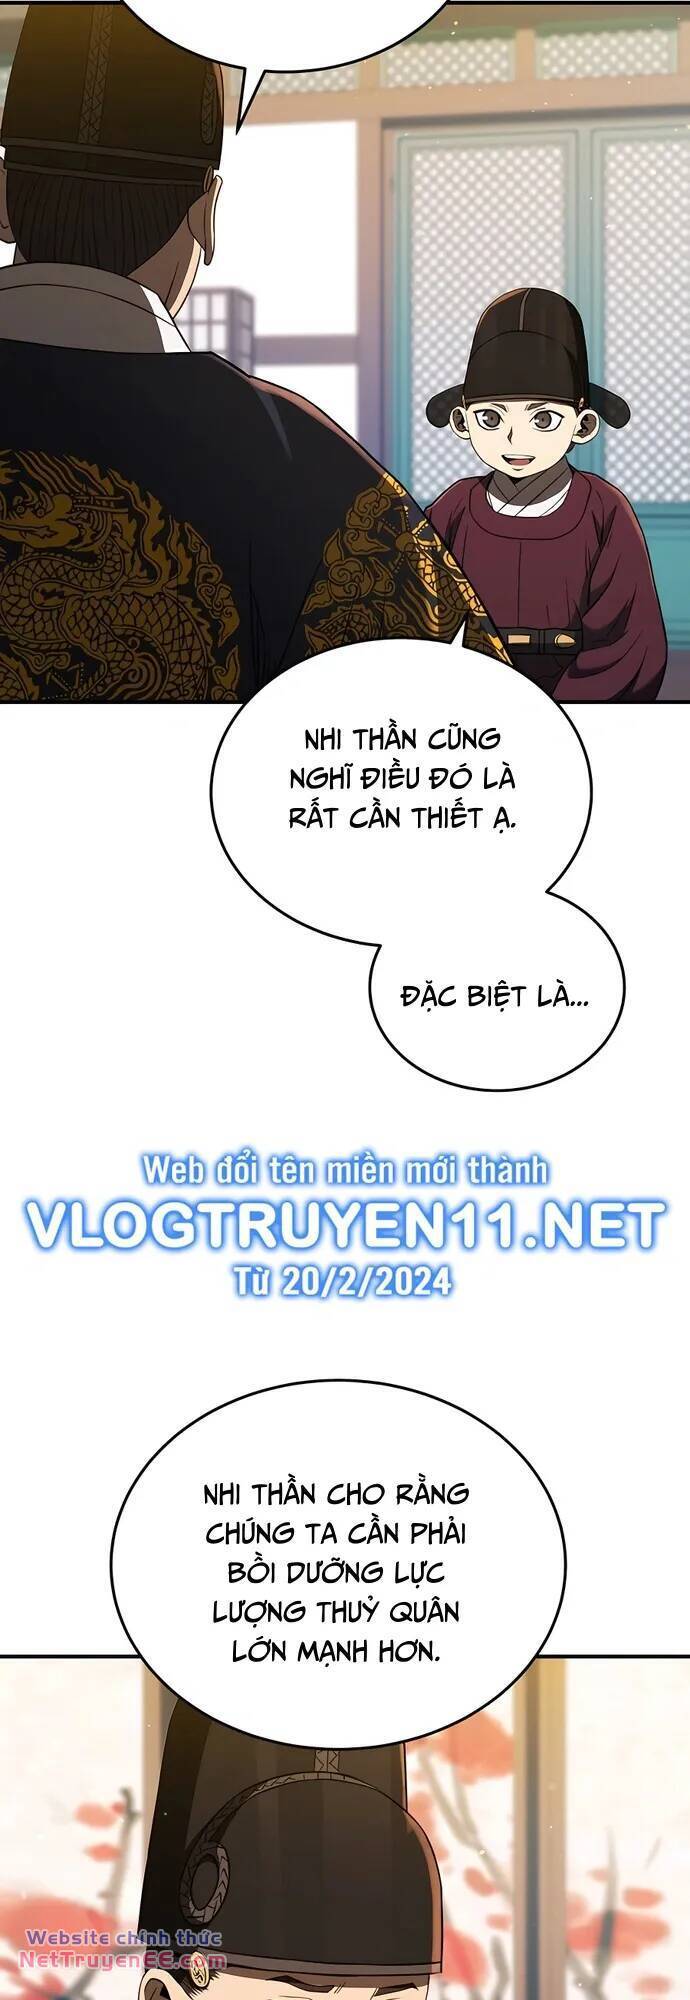 NHI THẦN CŨNG
NGHĨ ĐIỀU ĐÓ LÀ
RẤT CẦN THIẾT Ạ.
ĐẶC BIỆT LÀ...
Web đổi tên miền mới thành
VLOGTRUYEN11.NET
Từ 20/2/2024
NHI THẦN CHO RẰNG
CHÚNG TA CẦN PHẢI
BỒI DƯỠNG LỰC
LƯỢNG THUỶ QUÂN
LỚN MẠNH HƠN.
Website chính thức
NetTruyenEE.com